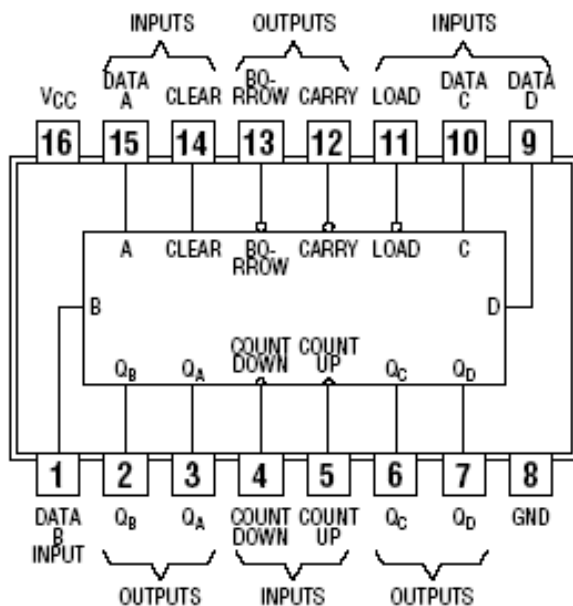 INPUTS OUTPUTS INPUTS
VCC DATA A CLEAR BO-RROW CARRY LOAD DATA C DATA D
16 15 14 13 12 11 10 9
A CLEAR BO-RROW CARRY LOAD C
B D
QB QA COUNT DOWN COUNT UP QC QD
1 2 3 4 5 6 7 8
DATA B INPUT QB QA COUNT DOWN COUNT UP QC QD GND
OUTPUTS INPUTS OUTPUTS